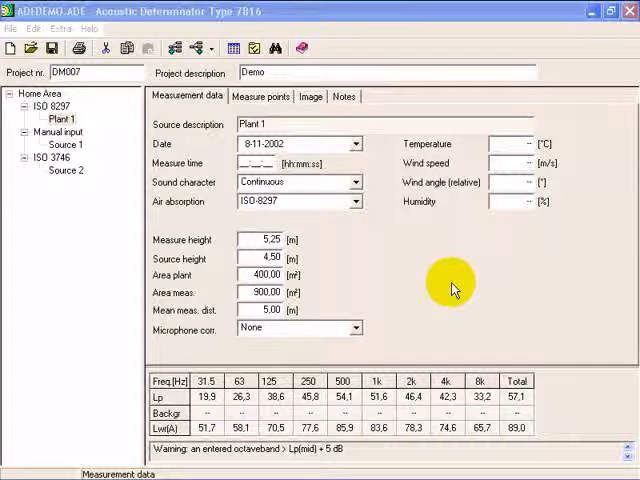 ADEDEMO.ADE - Acoustic Determinator Type 7816
File Edit Extra Help
Project nr. DM007 Project description Demo
Home Area
ISO 8297
Plant 1
Manual input
Source 1
ISO 3746
Source 2
Measurement data Measure points Image Notes
Source description Plant 1
Date 8-11-2002 Temperature -- [°C]
Measure time __:__:__ [hh:mm:ss] Wind speed -- [m/s]
Sound character Continuous Wind angle (relative) -- [°]
Air absorption ISO-8297 Humidity -- [%]
Measure height 5,25 [m]
Source height 4,50 [m]
Area plant 400,00 [m²]
Area meas. 900,00 [m²]
Mean meas. dist. 5,00 [m]
Microphone corr. None
Freq.[Hz] 31.5 63 125 250 500 1k 2k 4k 8k Total
Lp 19,9 26,3 38,6 45,8 54,1 51,6 46,4 42,3 33,2 57,1
Backgr -- -- -- -- -- -- -- -- -- --
Lwr(A) 51,7 58,1 70,5 77,6 85,9 83,6 78,3 74,6 65,7 89,0
Warning: an entered octaveband > Lp(mid) + 5 dB
Measurement data